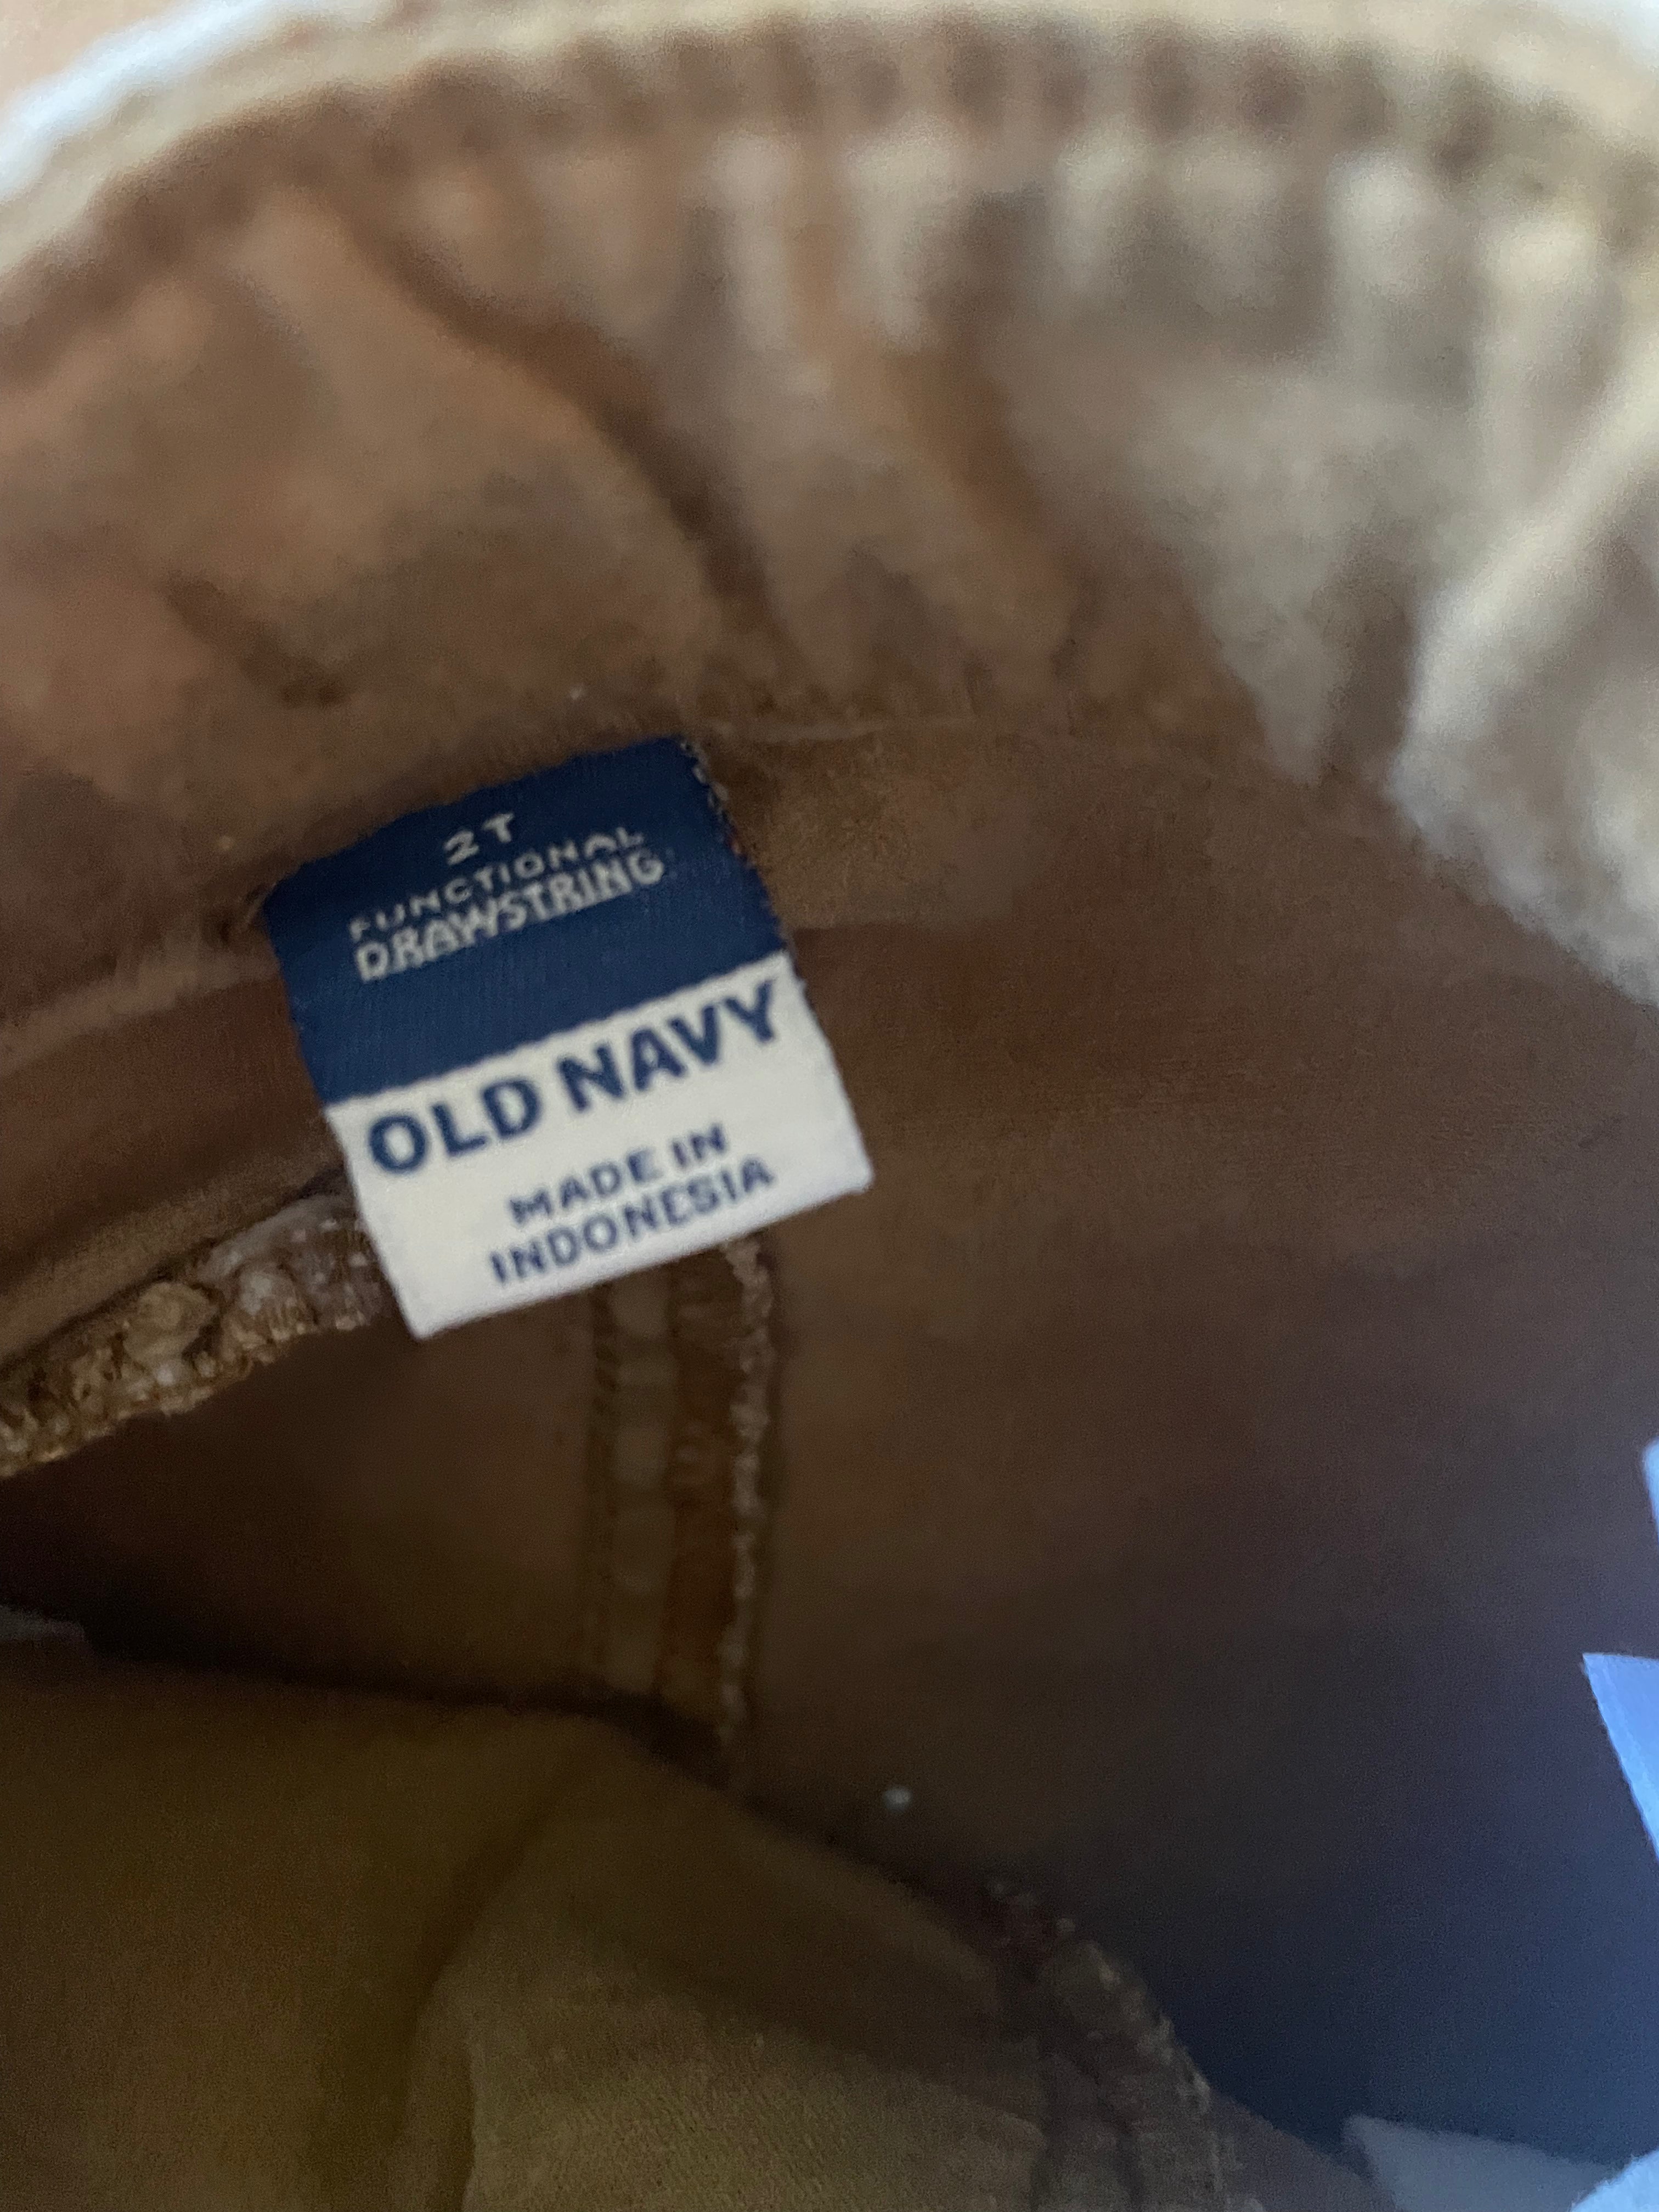 2T
FUNCTIONAL
DRAWSTRING
OLD NAVY
MADE IN
INDONESIA